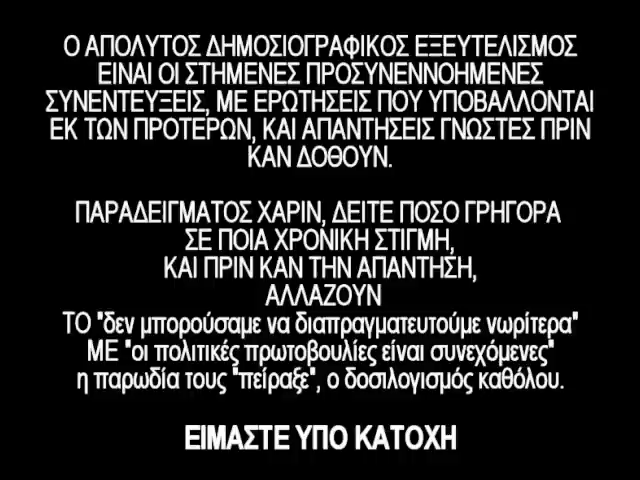 Ο ΑΠΟΛΥΤΟΣ ΔΗΜΟΣΙΟΓΡΑΦΙΚΟΣ ΕΞΕΥΤΕΛΙΣΜΟΣ
ΕΙΝΑΙ ΟΙ ΣΤΗΜΕΝΕΣ ΠΡΟΣΥΝΕΝΝΟΗΜΕΝΕΣ
ΣΥΝΕΝΤΕΥΞΕΙΣ, ΜΕ ΕΡΩΤΗΣΕΙΣ ΠΟΥ ΥΠΟΒΑΛΛΟΝΤΑΙ
ΕΚ ΤΩΝ ΠΡΟΤΕΡΩΝ, ΚΑΙ ΑΠΑΝΤΗΣΕΙΣ ΓΝΩΣΤΕΣ ΠΡΙΝ
ΚΑΝ ΔΟΘΟΥΝ.
ΠΑΡΑΔΕΙΓΜΑΤΟΣ ΧΑΡΙΝ, ΔΕΙΤΕ ΠΟΣΟ ΓΡΗΓΟΡΑ
ΣΕ ΠΟΙΑ ΧΡΟΝΙΚΗ ΣΤΙΓΜΗ,
ΚΑΙ ΠΡΙΝ ΚΑΝ ΤΗΝ ΑΠΑΝΤΗΣΗ,
ΑΛΛΑΖΟΥΝ
ΤΟ "δεν μπορούσαμε να διαπραγματευτούμε νωρίτερα"
ΜΕ "οι πολιτικές πρωτοβουλίες είναι συνεχόμενες"
η παρωδία τους "πείραξε", ο δοσιλογισμός καθόλου.
ΕΙΜΑΣΤΕ ΥΠΟ ΚΑΤΟΧΗ